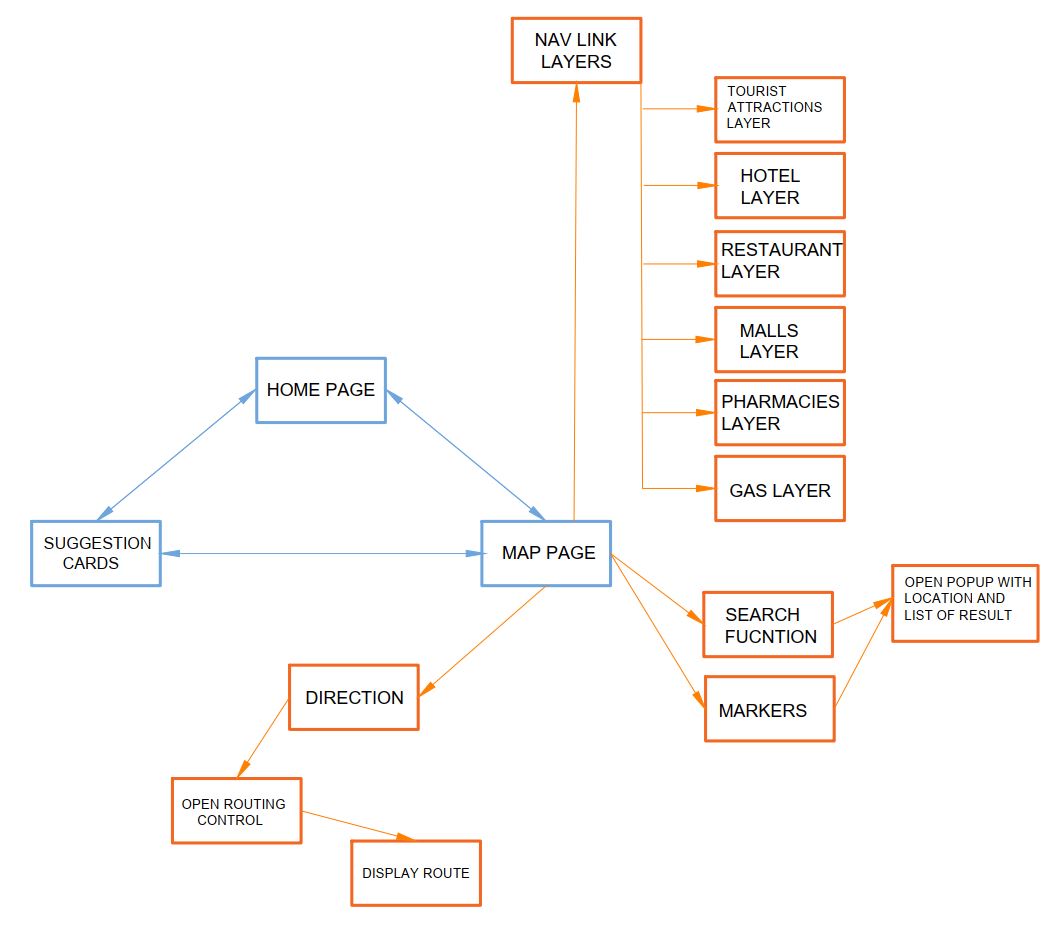 NAV LINK
LAYERS
TOURIST
ATTRACTIONS
LAYER
HOTEL
LAYER
RESTAURANT
LAYER
MALLS
LAYER
PHARMACIES
LAYER
GAS LAYER
HOME PAGE
SUGGESTION
CARDS
MAP PAGE
SEARCH
FUCNTION
OPEN POPUP WITH
LOCATION AND
LIST OF RESULT
MARKERS
DIRECTION
OPEN ROUTING
CONTROL
DISPLAY ROUTE